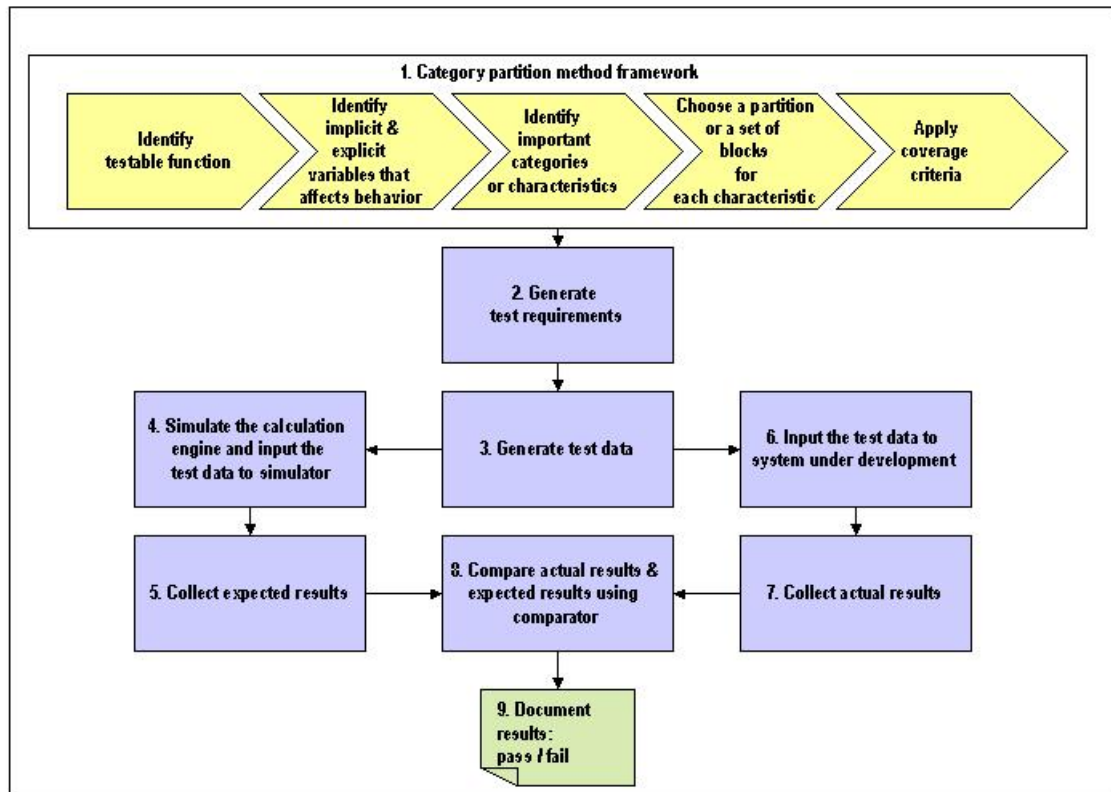 1. Category partition method framework
Identify
testable function
Identify
implicit &
explicit
variables that
affects behavior
Identify
important
categories
or characteristics
Choose a partition
or a set of
blocks
for
each characteristic
Apply
coverage
criteria
2. Generate
test requirements
4. Simulate the calculation
engine and input the
test data to simulator
3. Generate test data
6. Input the test data to
system under development
5. Collect expected results
8. Compare actual results &
expected results using
comparator
7. Collect actual results
9. Document
results:
pass / fail